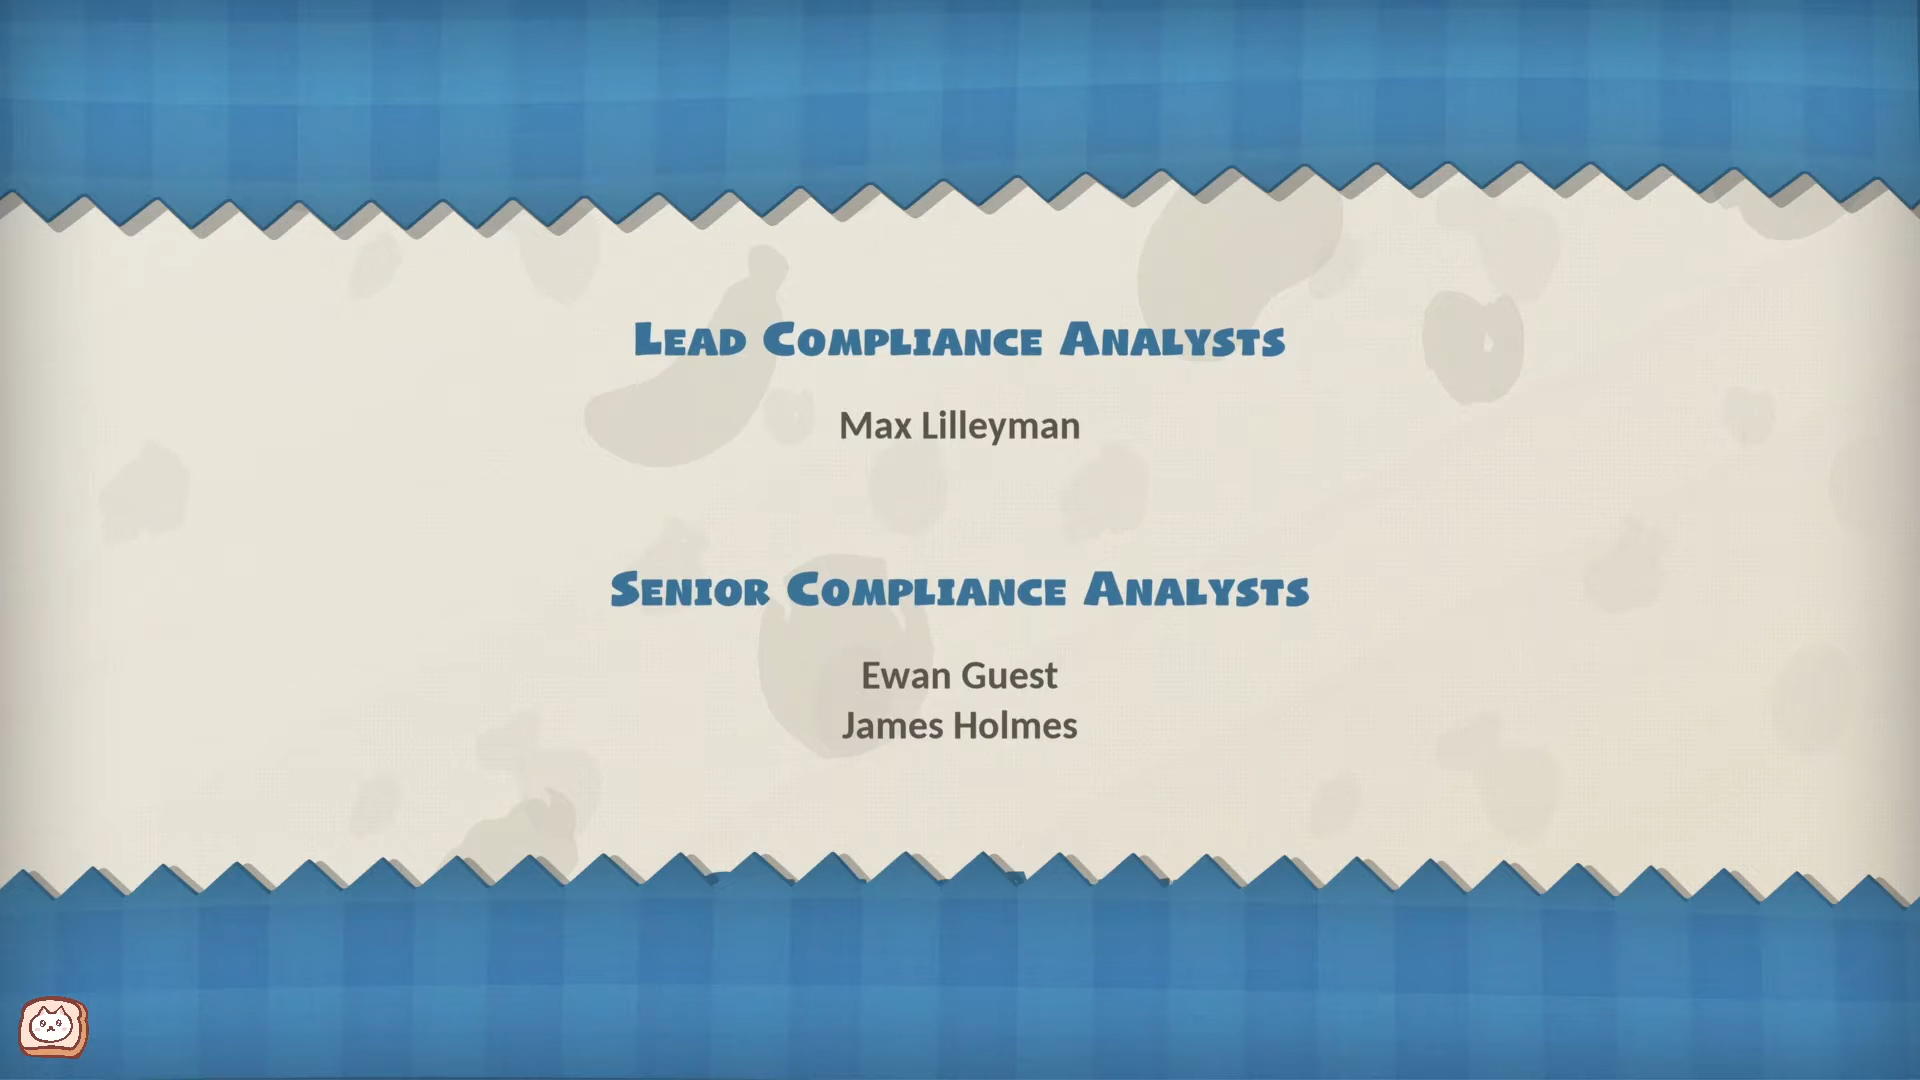 Lead Compliance Analysts
Max Lilleyman
Senior Compliance Analysts
Ewan Guest
James Holmes